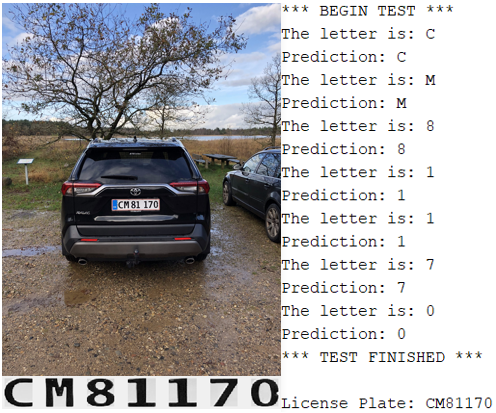 CM 81 170
CM81170
*** BEGIN TEST ***
The letter is: C
Prediction: C
The letter is: M
Prediction: M
The letter is: 8
Prediction: 8
The letter is: 1
Prediction: 1
The letter is: 1
Prediction: 1
The letter is: 7
Prediction: 7
The letter is: 0
Prediction: 0
*** TEST FINISHED ***
License Plate: CM81170